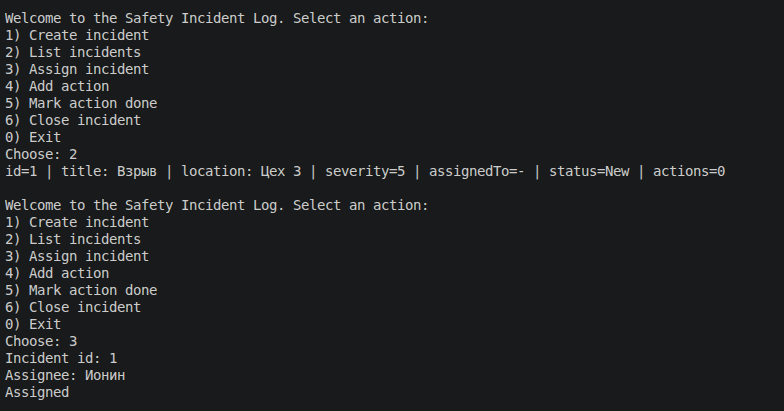 Welcome to the Safety Incident Log. Select an action:
1) Create incident
2) List incidents
3) Assign incident
4) Add action
5) Mark action done
6) Close incident
0) Exit
Choose: 2
id=1 | title: Взрыв | location: Цех 3 | severity=5 | assignedTo=- | status=New | actions=0
Welcome to the Safety Incident Log. Select an action:
1) Create incident
2) List incidents
3) Assign incident
4) Add action
5) Mark action done
6) Close incident
0) Exit
Choose: 3
Incident id: 1
Assignee: Ионин
Assigned